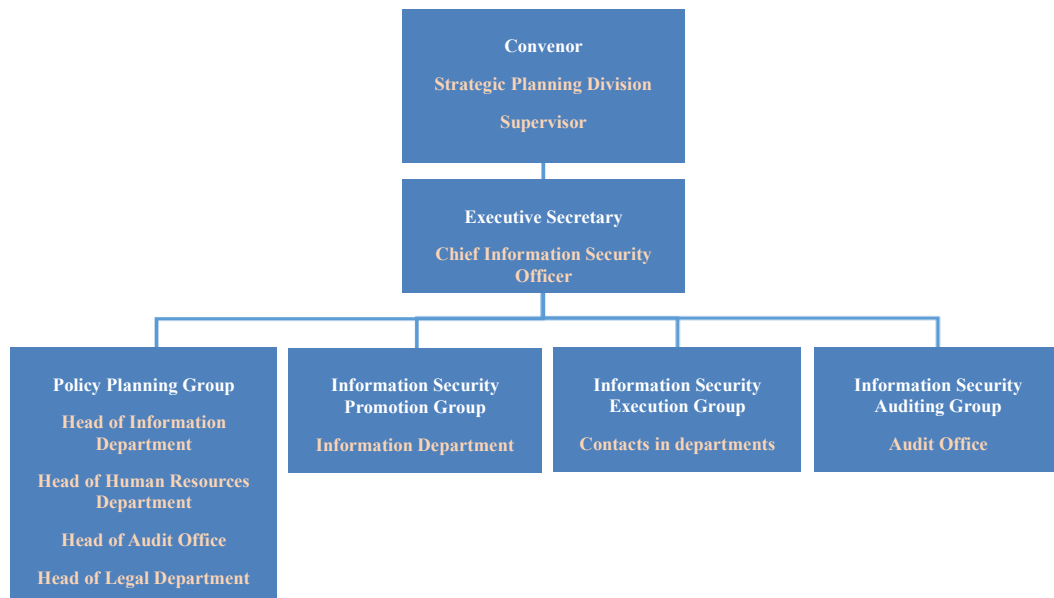 Convenor
Strategic Planning Division
Supervisor
Executive Secretary
Chief Information Security
Officer
Policy Planning Group
Head of Information
Department
Head of Human Resources
Department
Head of Audit Office
Head of Legal Department
Information Security
Promotion Group
Information Department
Information Security
Execution Group
Contacts in departments
Information Security
Auditing Group
Audit Office